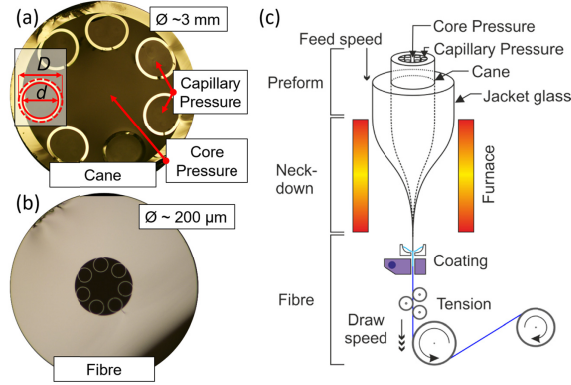 (a)
Ø ~3 mm
D
d
Capillary
Pressure
Core
Pressure
Cane
(b)
Ø ~ 200 µm
Fibre
(c)
Core Pressure
Capillary Pressure
Feed speed
Cane
Preform
Jacket glass
Neck-
down
Furnace
Coating
Fibre
Tension
Draw
speed